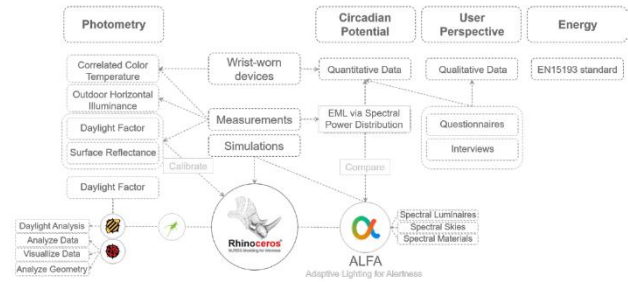 Photometry
Circadian
Potential
User
Perspective
Energy
Correlated Color
Temperature
Wrist-worn
devices
Quantitative Data
Qualitative Data
EN15193 standard
Outdoor Horizontal
Illuminance
Measurements
EML via Spectral
Power Distribution
Daylight Factor
Questionnaires
Surface Reflectance
Simulations
Interviews
Calibrate
Compare
Daylight Factor
Daylight Analysis
Analyze Data
Visuallize Data
Analyze Geometry
Rhinoceros
ALFA
Adaptive Lighting for Alertness
Spectral Luminaires
Spectral Skies
Spectral Materials